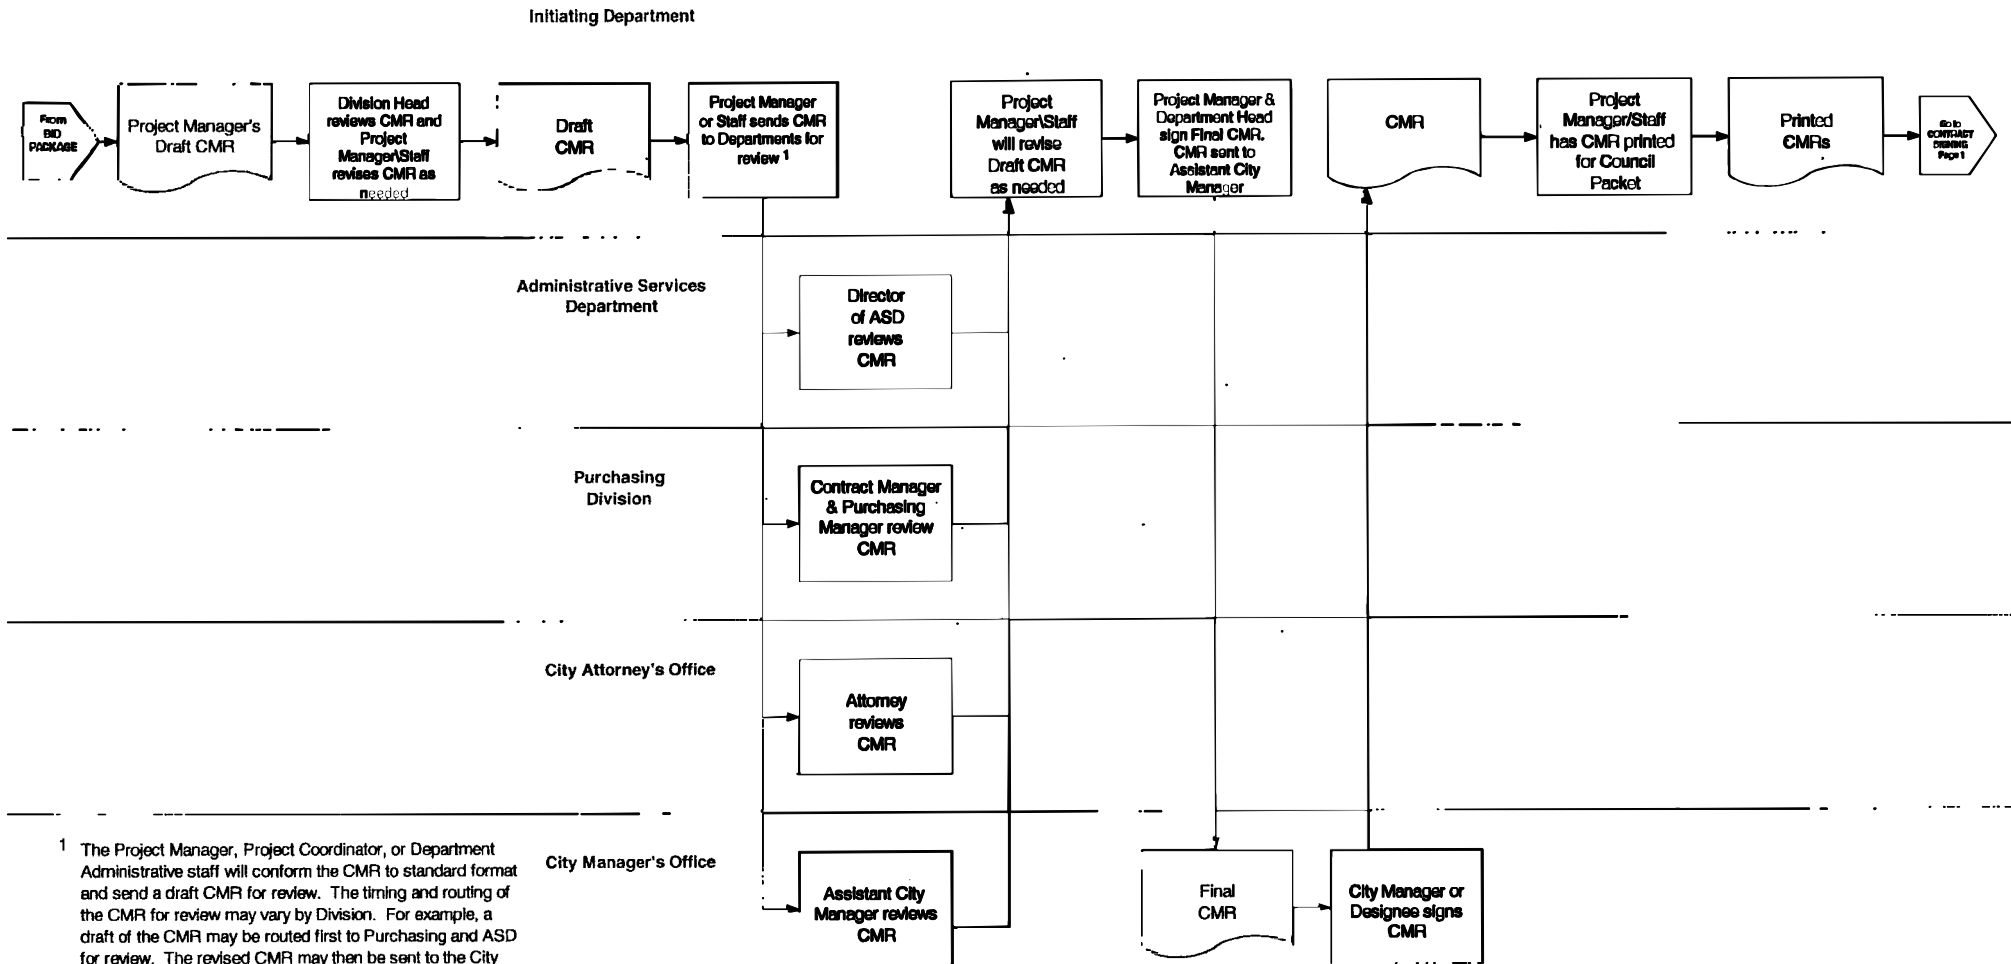 Initiating Department
From
BID
PACKAGE
Project Manager's
Draft CMR
Division Head
reviews CMR and
Project
Manager\Staff
revises CMR as
needed
Draft
CMR
Project Manager
or Staff sends CMR
to Departments for
review 1
Project
Manager\Staff
will revise
Draft CMR
as needed
Project Manager &
Department Head
sign Final CMR.
CMR sent to
Assistant City
Manager
CMR
Project
Manager/Staff
has CMR printed
for Council
Packet
Printed
CMRs
Go to
CONTRACT
SIGNING
Page 1
Administrative Services
Department
Director
of ASD
reviews
CMR
Purchasing
Division
Contract Manager
& Purchasing
Manager review
CMR
City Attorney's Office
Attorney
reviews
CMR
City Manager's Office
Assistant City
Manager reviews
CMR
Final
CMR
City Manager or
Designee signs
CMR
1 The Project Manager, Project Coordinator, or Department
Administrative staff will conform the CMR to standard format
and send a draft CMR for review. The timing and routing of
the CMR for review may vary by Division. For example, a
draft of the CMR may be routed first to Purchasing and ASD
for review. The revised CMR may then be sent to the City